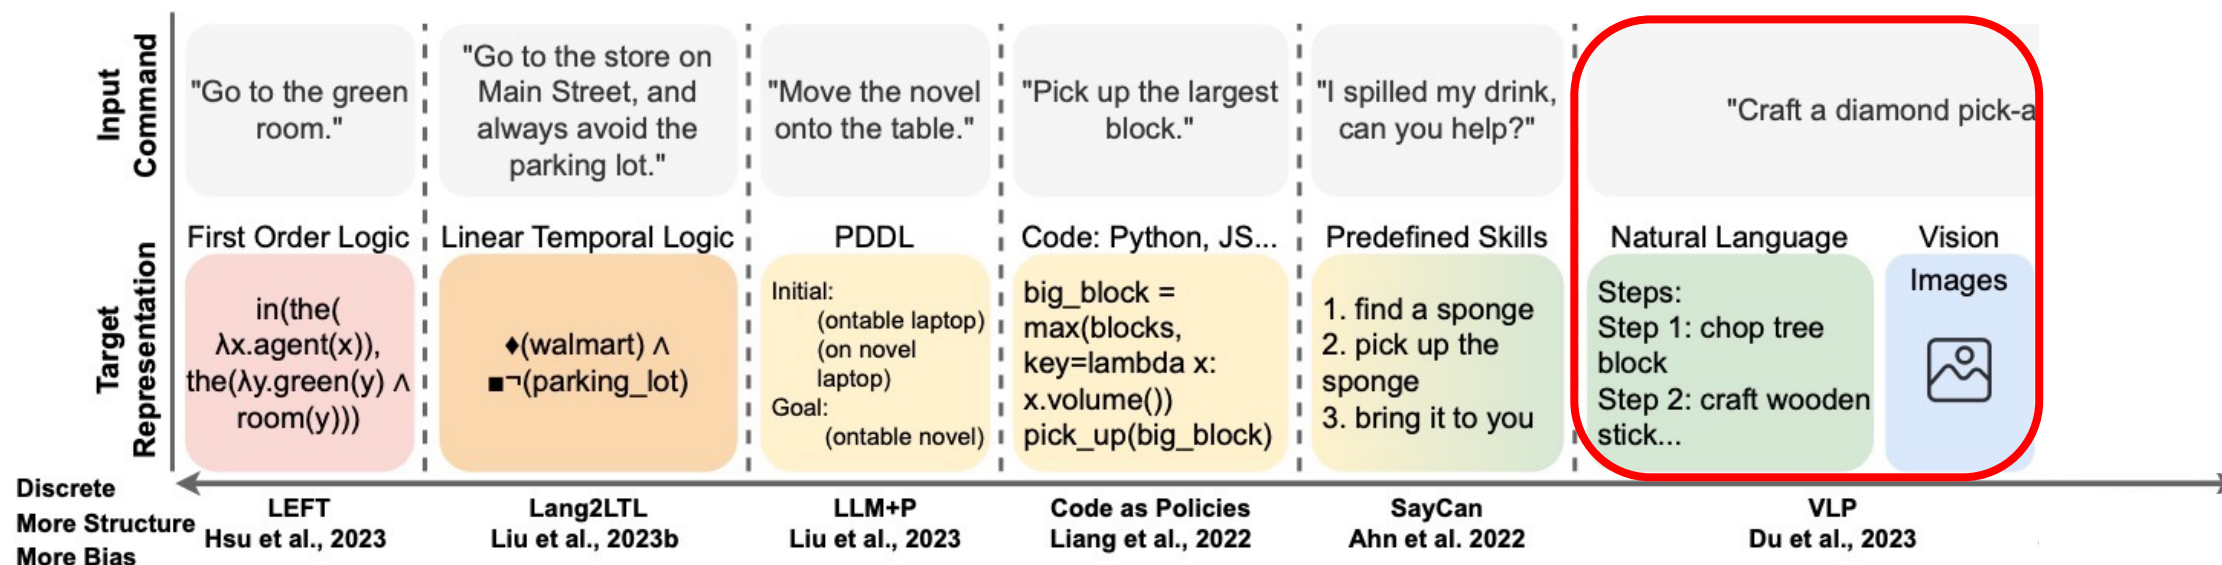 Input
Command
"Go to the green
room."
"Go to the store on
Main Street, and
always avoid the
parking lot."
"Move the novel
onto the table."
"Pick up the largest
block."
"I spilled my drink,
can you help?"
"Craft a diamond pick-a
Target
Representation
First Order Logic
in(the(
λx.agent(x)),
the(λy.green(y) ∧
room(y)))
Linear Temporal Logic
♦(walmart) ∧
■¬(parking_lot)
PDDL
Initial:
(ontable laptop)
(on novel
laptop)
Goal:
(ontable novel)
Code: Python, JS...
big_block =
max(blocks,
key=lambda x:
x.volume())
pick_up(big_block)
Predefined Skills
1. find a sponge
2. pick up the
sponge
3. bring it to you
Natural Language
Steps:
Step 1: chop tree
block
Step 2: craft wooden
stick...
Vision
Images
Discrete
More Structure
More Bias
LEFT
Hsu et al., 2023
Lang2LTL
Liu et al., 2023b
LLM+P
Liu et al., 2023
Code as Policies
Liang et al., 2022
SayCan
Ahn et al. 2022
VLP
Du et al., 2023